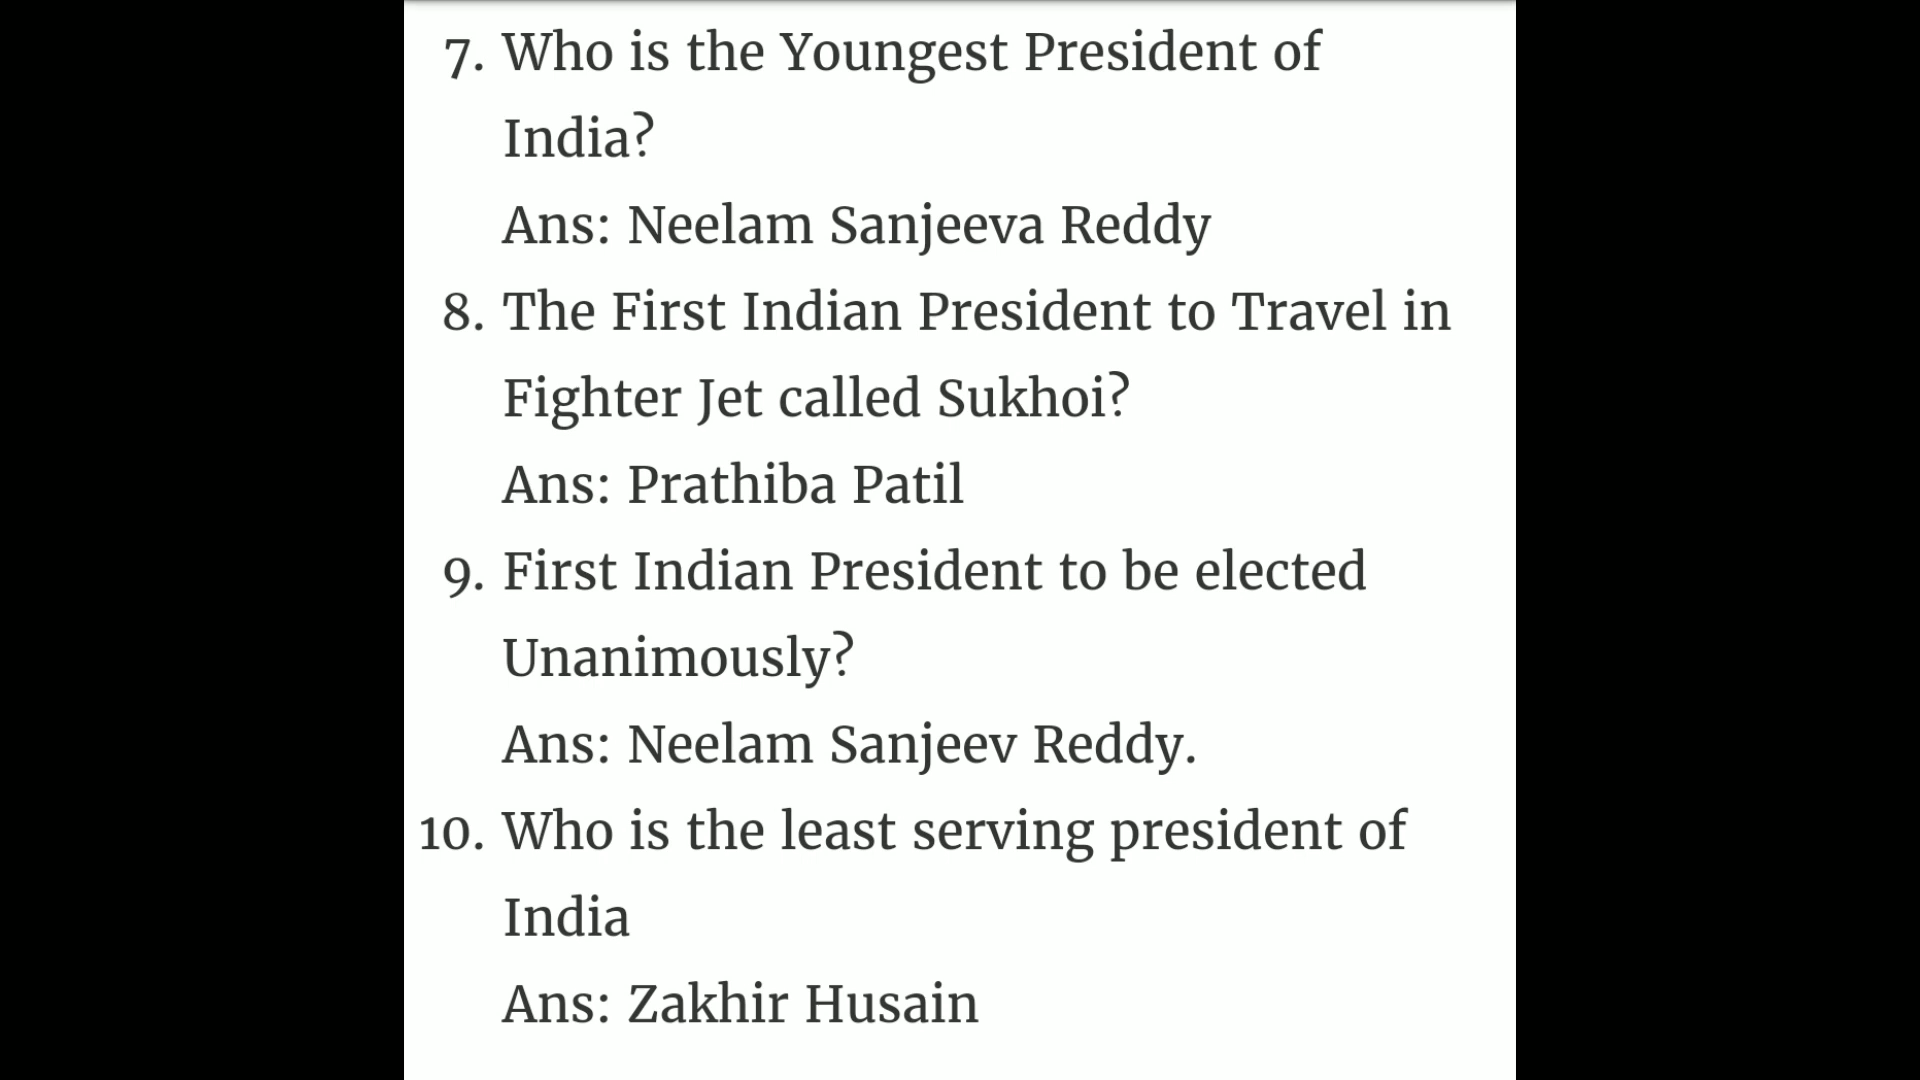 7. Who is the Youngest President of
India?
Ans: Neelam Sanjeeva Reddy
8. The First Indian President to Travel in
Fighter Jet called Sukhoi?
Ans: Prathiba Patil
9. First Indian President to be elected
Unanimously?
Ans: Neelam Sanjeev Reddy.
10. Who is the least serving president of
India
Ans: Zakhir Husain